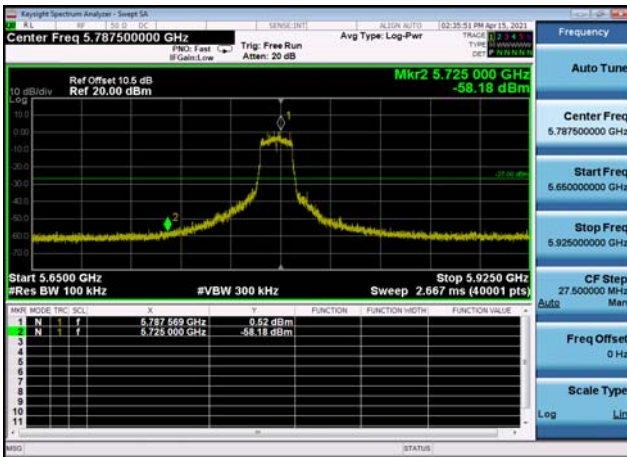 Keysight Spectrum Analyzer - Swept SA
RL RF 50 Ω DC SENSE:INT ALIGN AUTO 02:35:51 PM Apr 15, 2021
Center Freq 5.787500000 GHz
PNO: Fast
IFGain:Low
Trig: Free Run
Atten: 20 dB
Avg Type: Log-Pwr
TRACE 1 2 3 4 5 6
TYPE
DET P N N N N N
Ref Offset 10.5 dB
Ref 20.00 dBm
10 dB/div
Log
Mkr2 5.725 000 GHz
-58.18 dBm
10.0
0.00
-10.0
-20.0
-30.0
-40.0
-50.0
-60.0
-70.0
1
2
-27.00 dBm
Start 5.6500 GHz
Stop 5.9250 GHz
#Res BW 100 kHz
#VBW 300 kHz
Sweep 2.667 ms (40001 pts)
MKR MODE TRC SCL X Y FUNCTION FUNCTION WIDTH FUNCTION VALUE
1 N 1 f 5.787 569 GHz 0.52 dBm
2 N 1 f 5.725 000 GHz -58.18 dBm
3
4
5
6
7
8
9
10
11
MSG
STATUS
Frequency
Auto Tune
Center Freq
5.787500000 GHz
Start Freq
5.650000000 GHz
Stop Freq
5.925000000 GHz
CF Step
27.500000 MHz
Auto Man
Freq Offset
0 Hz
Scale Type
Log Lin